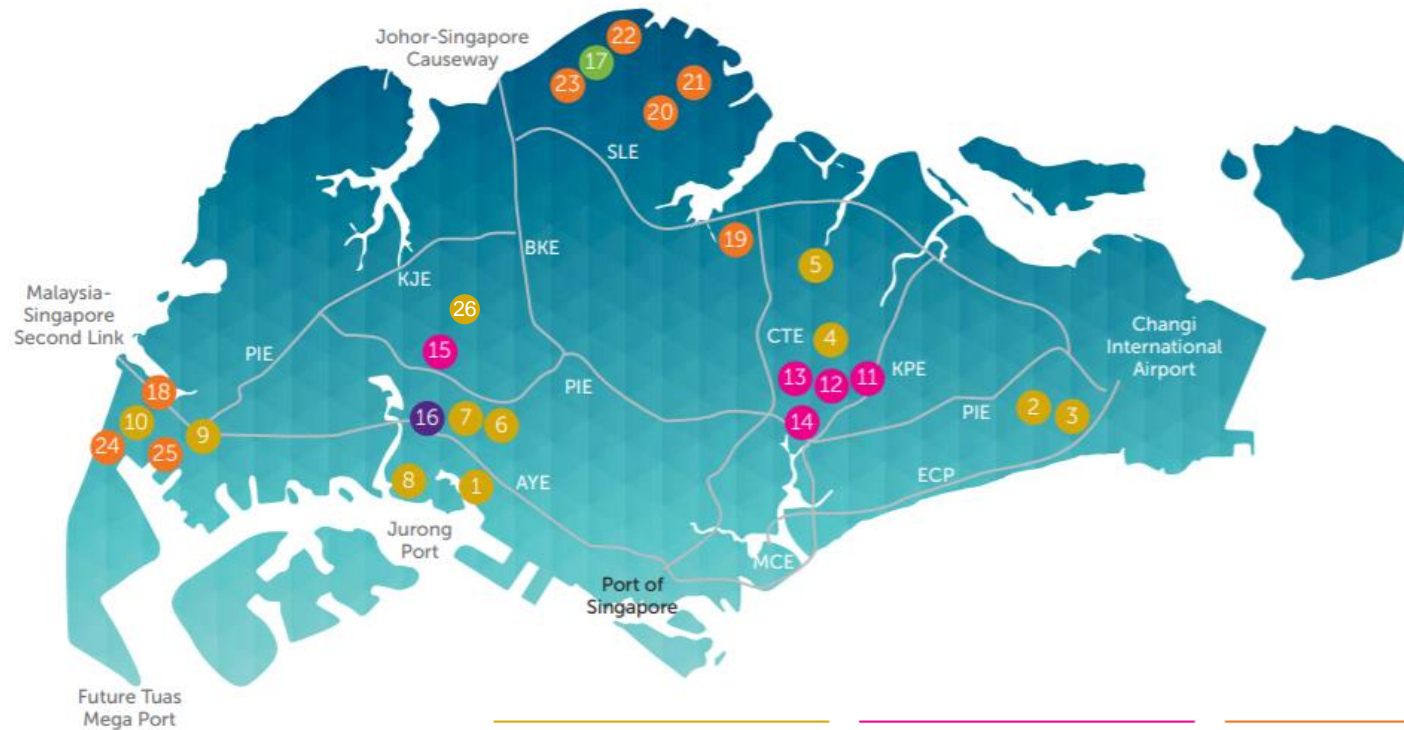 Johor-Singapore
Causeway
22
17
23
21
20
SLE
19
BKE
5
KJE
26
Malaysia-
Singapore
Second Link
CTE
4
Changi
International
Airport
15
PIE
PIE
13
12
11
KPE
18
10
16
7
6
14
PIE
2
3
9
24
25
8
1
AYE
ECP
Jurong
Port
MCE
Port of
Singapore
Future Tuas
Mega Port